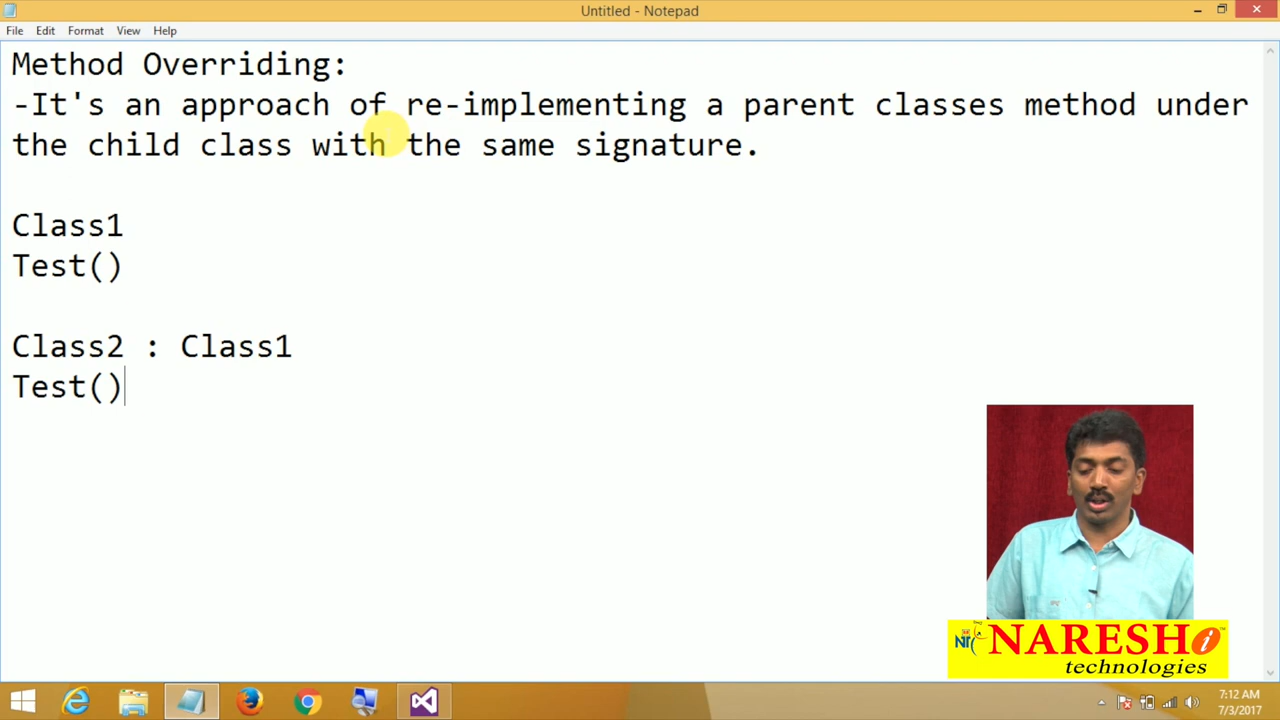 Untitled - Notepad
File Edit Format View Help
Method Overriding:
-It's an approach of re-implementing a parent classes method under
the child class with the same signature.
Class1
Test()
Class2 : Class1
Test()
NARESH i
technologies
7:12 AM
7/3/2017